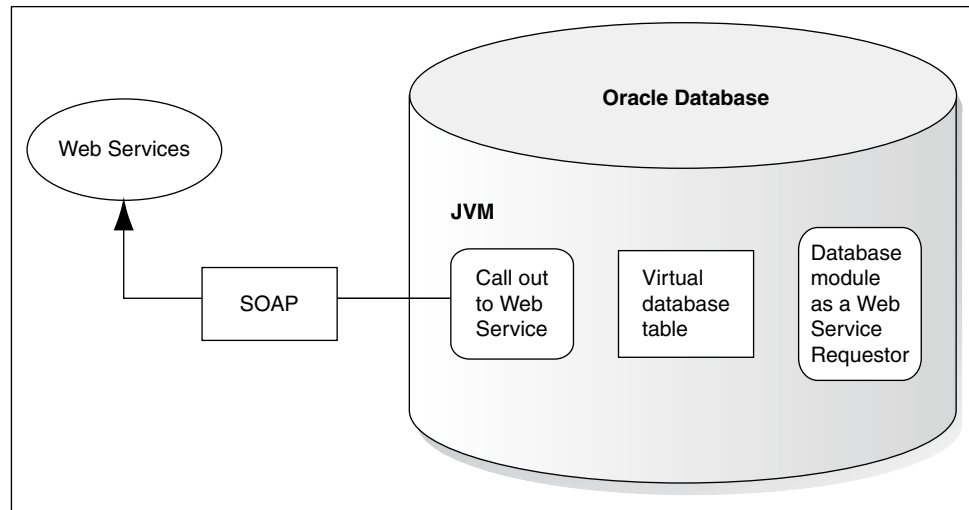 Oracle Database
Web Services
JVM
SOAP
Call out
to Web
Service
Virtual
database
table
Database
module
as a Web
Service
Requestor